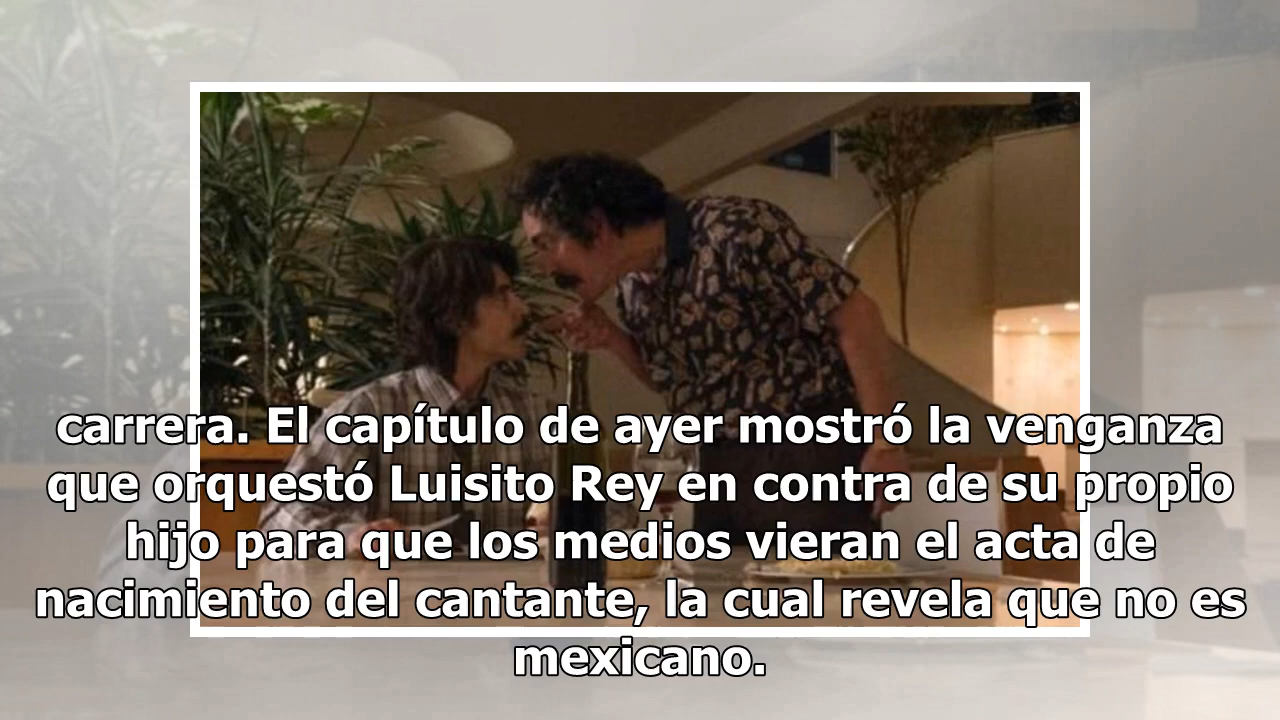 carrera. El capítulo de ayer mostró la venganza
que orquestó Luisito Rey en contra de su propio
hijo para que los medios vieran el acta de
nacimiento del cantante, la cual revela que no es
mexicano.